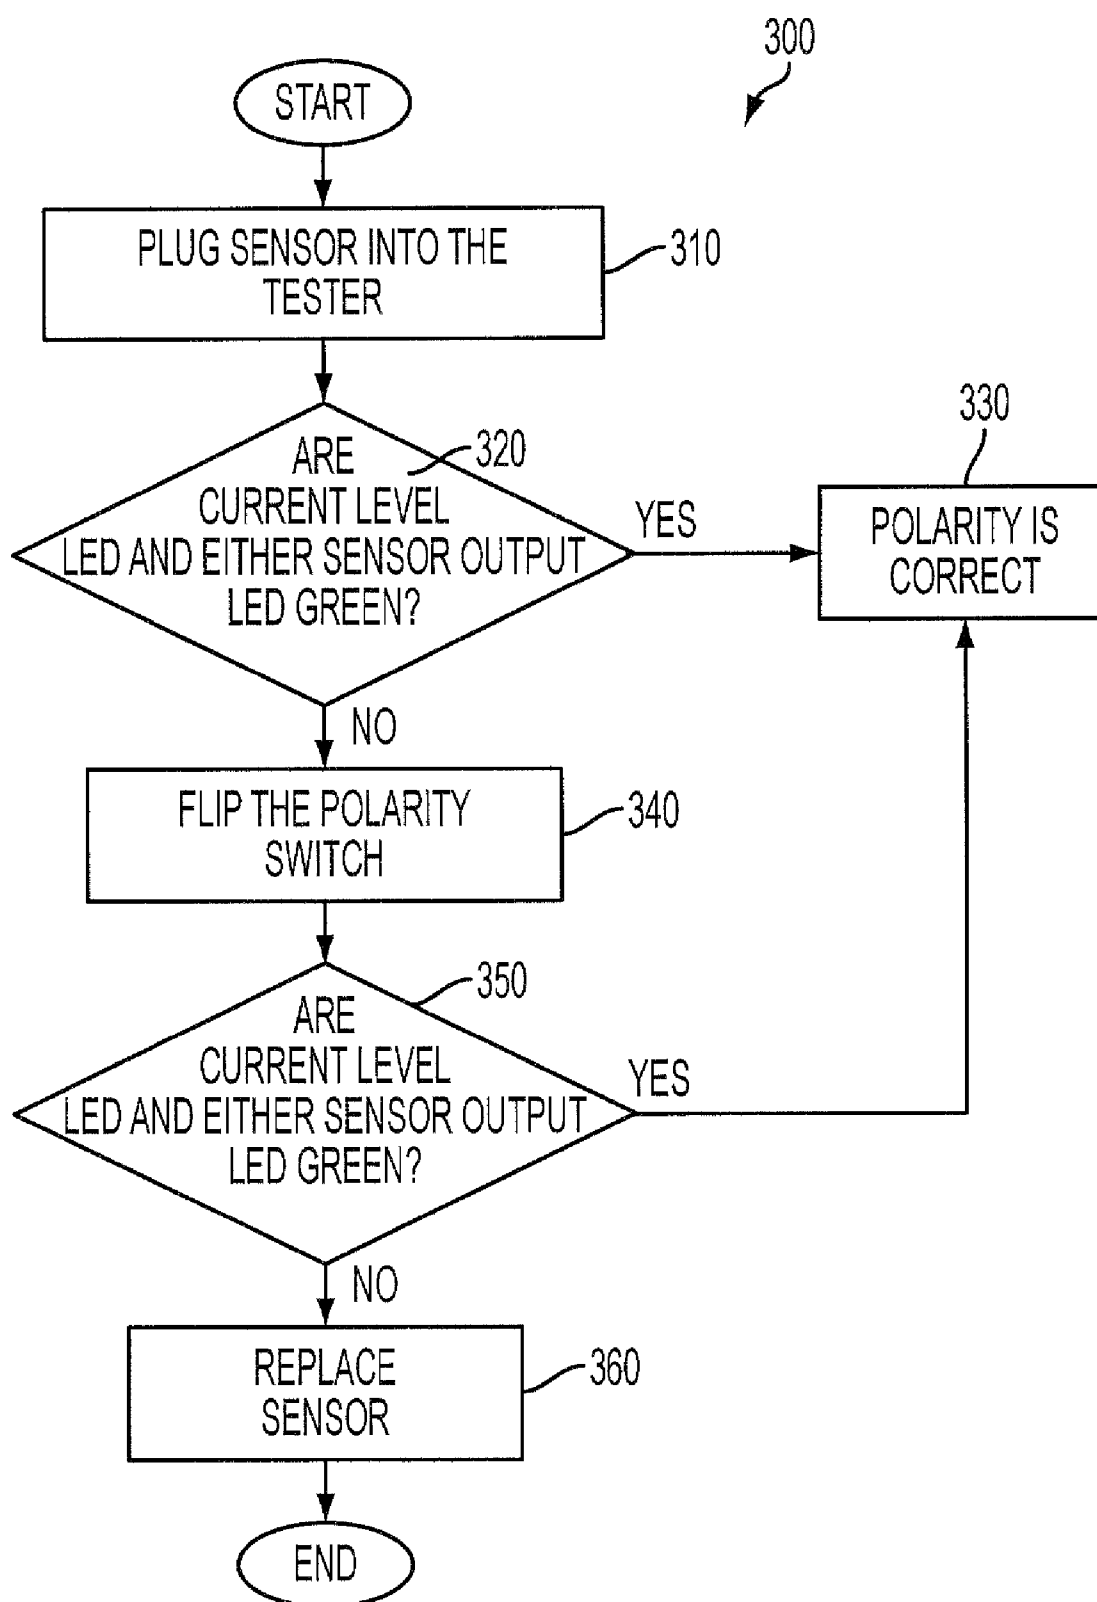 300
START
PLUG SENSOR INTO THE
TESTER
310
ARE
CURRENT LEVEL
LED AND EITHER SENSOR OUTPUT
LED GREEN?
320
YES
330
POLARITY IS
CORRECT
NO
FLIP THE POLARITY
SWITCH
340
ARE
CURRENT LEVEL
LED AND EITHER SENSOR OUTPUT
LED GREEN?
350
YES
NO
REPLACE
SENSOR
360
END